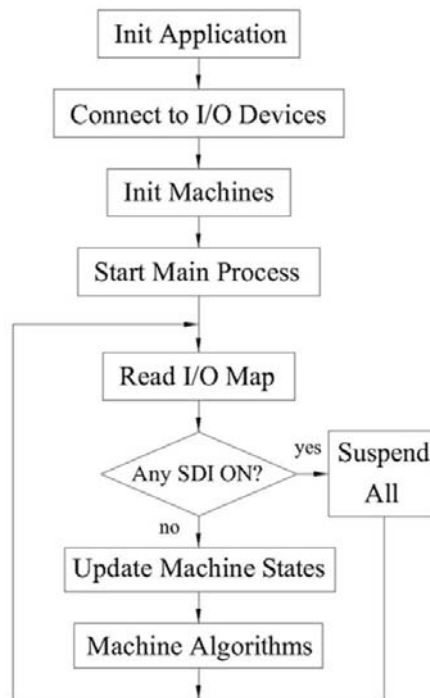 Init Application
Connect to I/O Devices
Init Machines
Start Main Process
Read I/O Map
Any SDI ON?
yes
Suspend
All
no
Update Machine States
Machine Algorithms